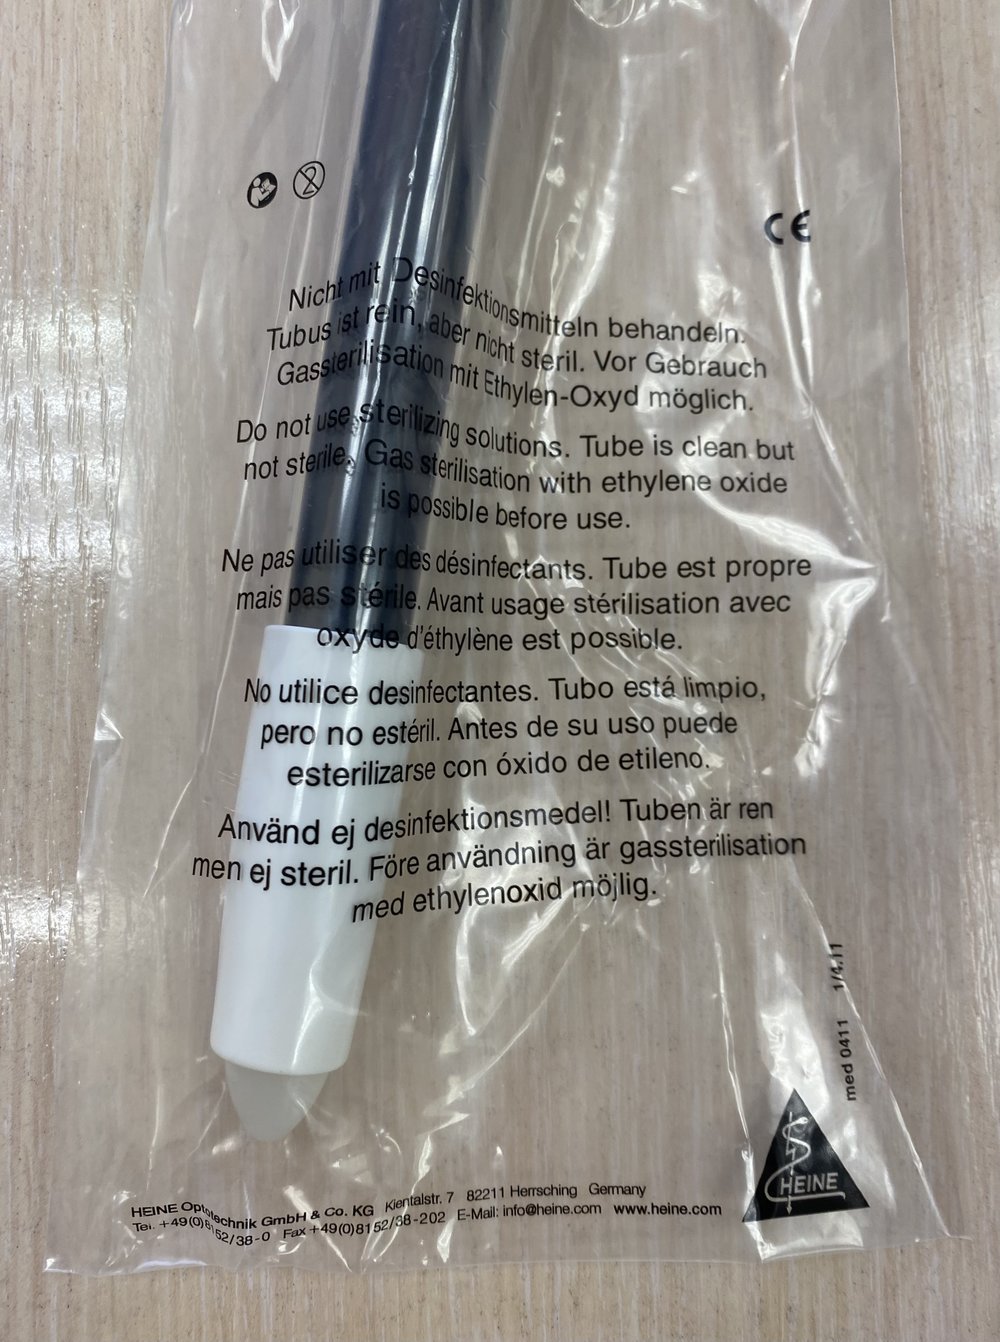 2
CE
Nicht mit Desinfektionsmitteln behandeln.
Tubus ist rein, aber nicht steril. Vor Gebrauch
Gassterilisation mit Ethylen-Oxyd möglich.
Do not use sterilizing solutions. Tube is clean but
not sterile. Gas sterilisation with ethylene oxide
is possible before use.
Ne pas utiliser des désinfectants. Tube est propre
mais pas stérile. Avant usage stérilisation avec
oxyde d'éthylène est possible.
No utilice desinfectantes. Tubo está limpio,
pero no estéril. Antes de su uso puede
esterilizarse con óxido de etileno.
Använd ej desinfektionsmedel! Tuben är ren
men ej steril. Före användning är gassterilisation
med ethylenoxid möjlig.
med 0411 1/4.11
HEINE
HEINE Optotechnik GmbH & Co. KG Kientalstr. 7 82211 Herrsching Germany
Tel. +49(0)8152/38-0 Fax +49(0)8152/38-202 E-Mail: info@heine.com www.heine.com